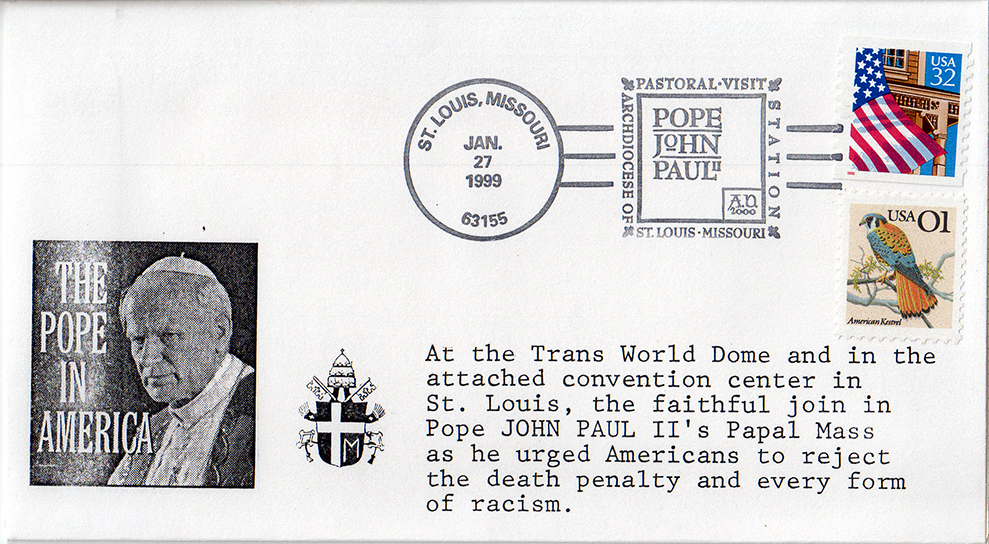 ST. LOUIS, MISSOURI
JAN.
27
1999
63155
PASTORAL·VISIT
STATION
ARCHDIOCESE OF
ST. LOUIS·MISSOURI
POPE
JOHN
PAUL II
A.D.
2000
USA
32
USA 01
American Kestrel
THE
POPE
IN
AMERICA
M
At the Trans World Dome and in the
attached convention center in
St. Louis, the faithful join in
Pope JOHN PAUL II's Papal Mass
as he urged Americans to reject
the death penalty and every form
of racism.